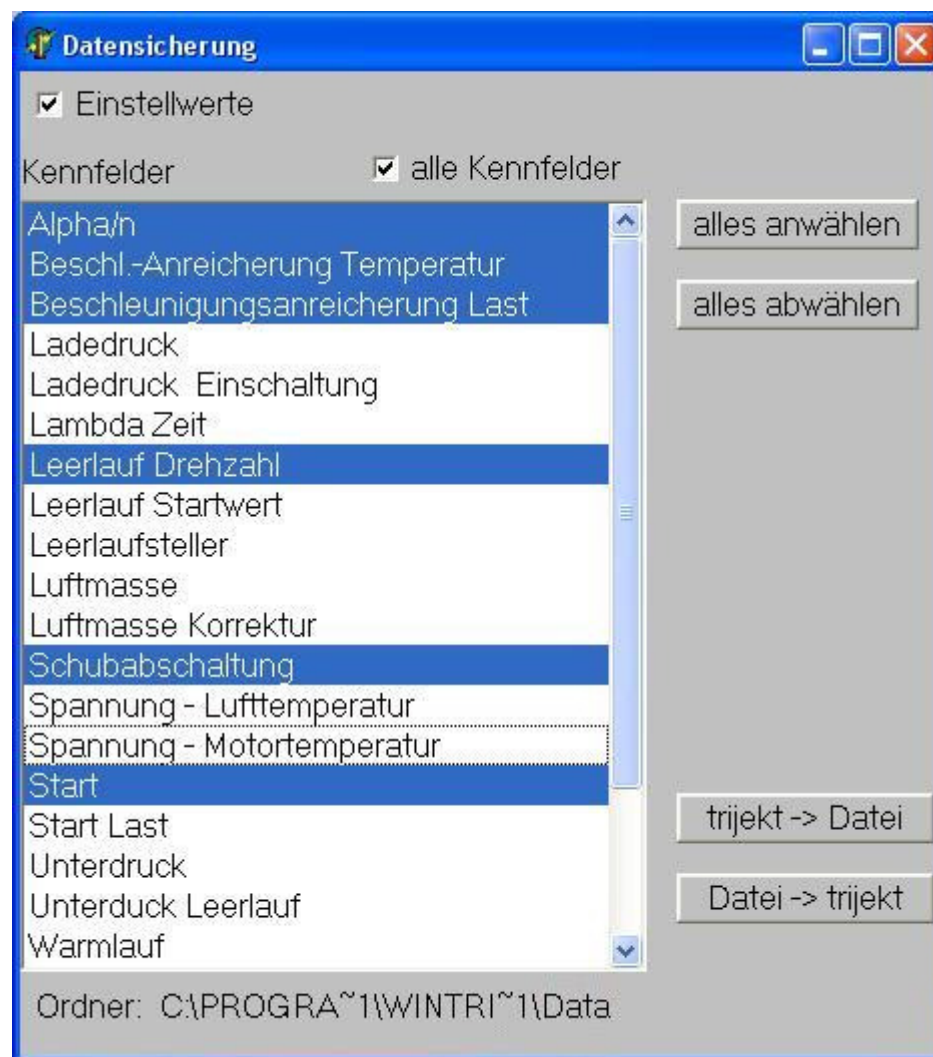 Datensicherung
Einstellwerte
Kennfelder
alle Kennfelder
Alpha/n
Beschl.-Anreicherung Temperatur
Beschleunigungsanreicherung Last
Ladedruck
Ladedruck Einschaltung
Lambda Zeit
Leerlauf Drehzahl
Leerlauf Startwert
Leerlaufsteller
Luftmasse
Luftmasse Korrektur
Schubabschaltung
Spannung - Lufttemperatur
Spannung - Motortemperatur
Start
Start Last
Unterdruck
Unterduck Leerlauf
Warmlauf
alles anwählen
alles abwählen
trijekt -> Datei
Datei -> trijekt
Ordner: C:\PROGRA~1\WINTRI~1\Data